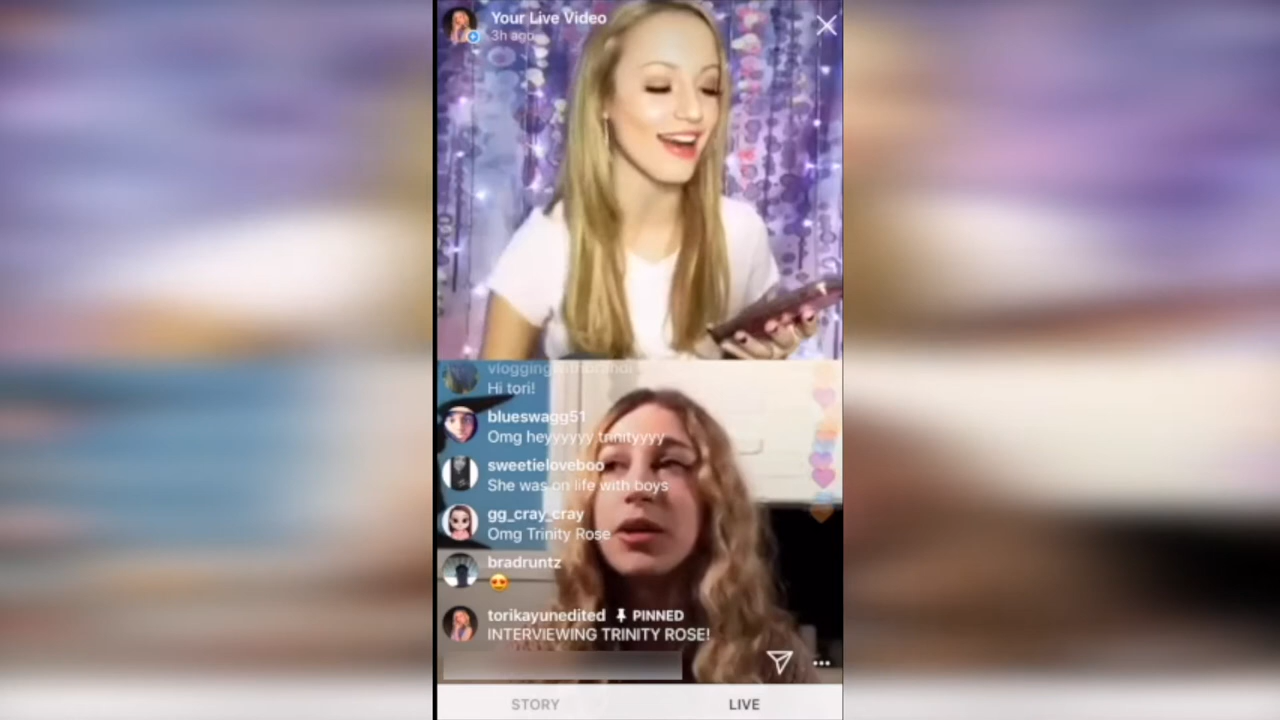 Your Live Video
3h ago
vloggingwithbrandi
Hi tori!
blueswagg51
Omg heyyyyyy trinityyyy
sweetieloveboo
She was on life with boys
gg_cray_cray
Omg Trinity Rose
bradruntz
😍
torikayunedited PINNED
INTERVIEWING TRINITY ROSE!
STORY LIVE